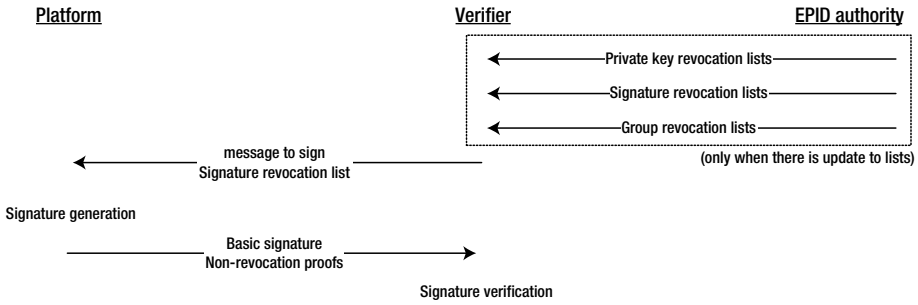 Platform
Verifier
EPID authority
Private key revocation lists
Signature revocation lists
Group revocation lists
(only when there is update to lists)
message to sign
Signature revocation list
Signature generation
Basic signature
Non-revocation proofs
Signature verification